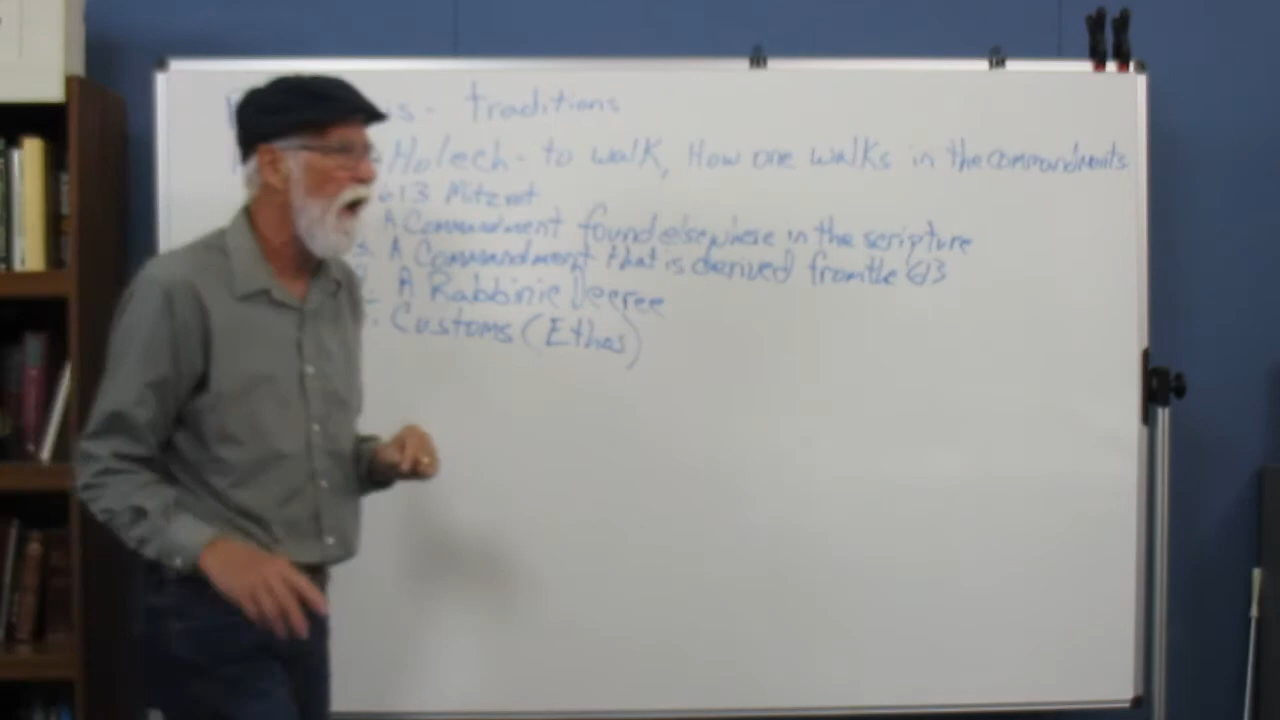 traditions
Holech - to walk, How one walks in the commandments
613 Mitzvot
A Commandment found elsewhere in the scripture
A Commandment that is derived from the 613
A Rabbinic Decree
Customs (Ethos)